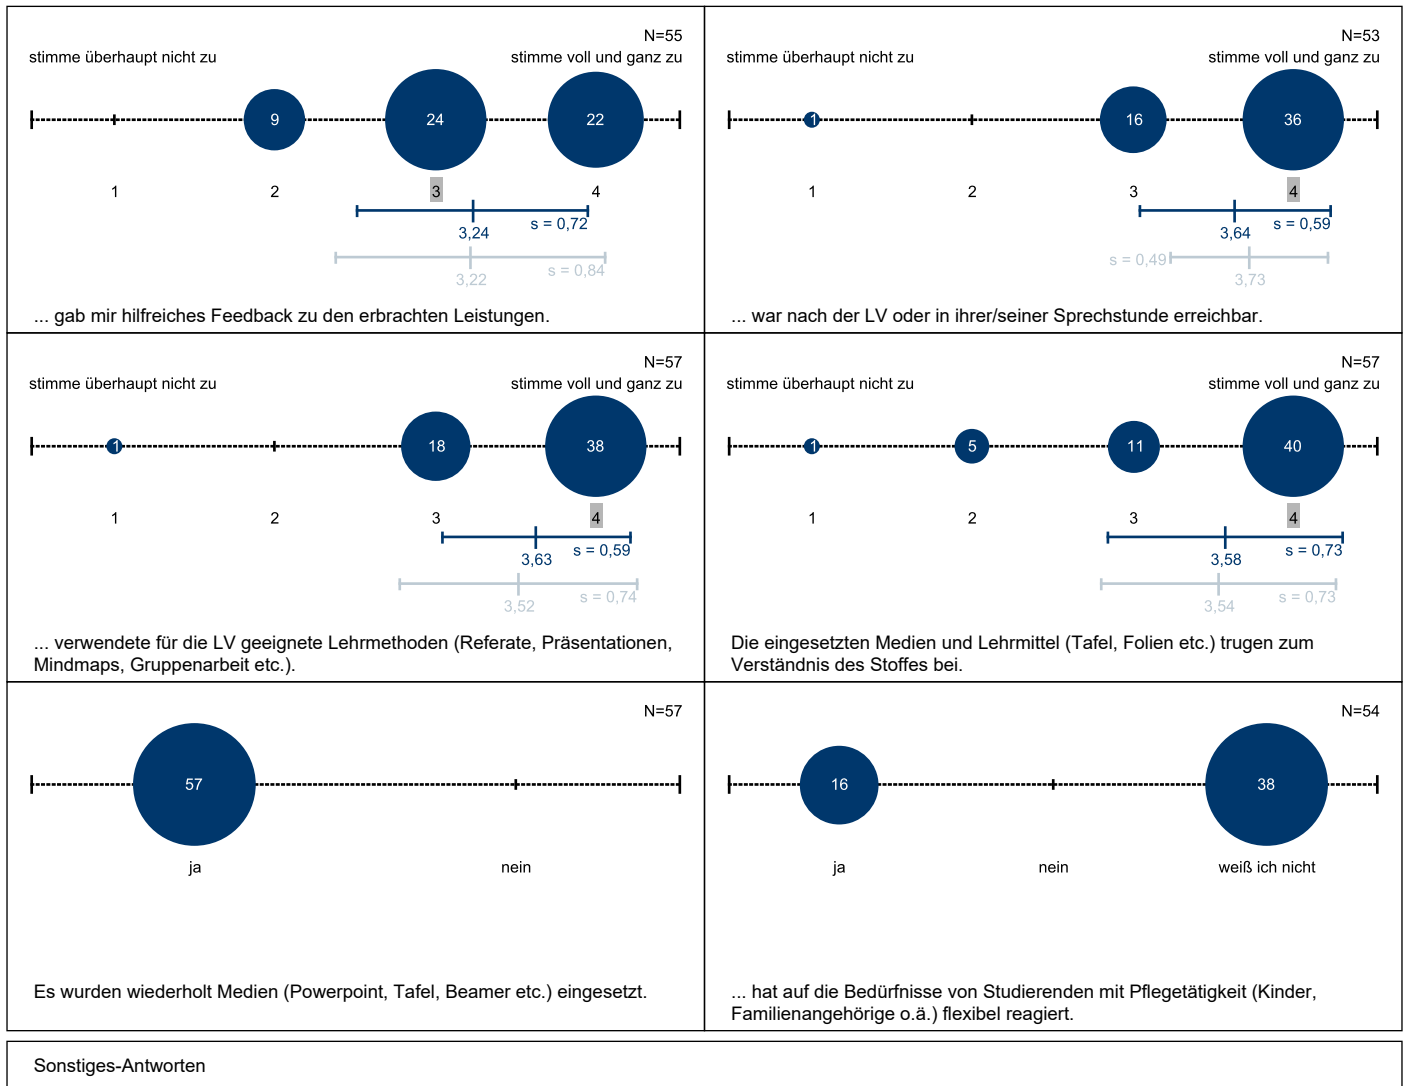 N=55
stimme überhaupt nicht zu stimme voll und ganz zu
9 24 22
1 2 3 4
s = 0,72
3,24
s = 0,84
3,22
... gab mir hilfreiches Feedback zu den erbrachten Leistungen.
N=53
stimme überhaupt nicht zu stimme voll und ganz zu
1 16 36
1 2 3 4
s = 0,59
3,64
s = 0,49
3,73
... war nach der LV oder in ihrer/seiner Sprechstunde erreichbar.
N=57
stimme überhaupt nicht zu stimme voll und ganz zu
1 18 38
1 2 3 4
s = 0,59
3,63
s = 0,74
3,52
... verwendete für die LV geeignete Lehrmethoden (Referate, Präsentationen,
Mindmaps, Gruppenarbeit etc.).
N=57
stimme überhaupt nicht zu stimme voll und ganz zu
1 5 11 40
1 2 3 4
s = 0,73
3,58
s = 0,73
3,54
Die eingesetzten Medien und Lehrmittel (Tafel, Folien etc.) trugen zum
Verständnis des Stoffes bei.
N=57
57
ja nein
Es wurden wiederholt Medien (Powerpoint, Tafel, Beamer etc.) eingesetzt.
N=54
16 38
ja nein weiß ich nicht
... hat auf die Bedürfnisse von Studierenden mit Pflegetätigkeit (Kinder,
Familienangehörige o.ä.) flexibel reagiert.
Sonstiges-Antworten